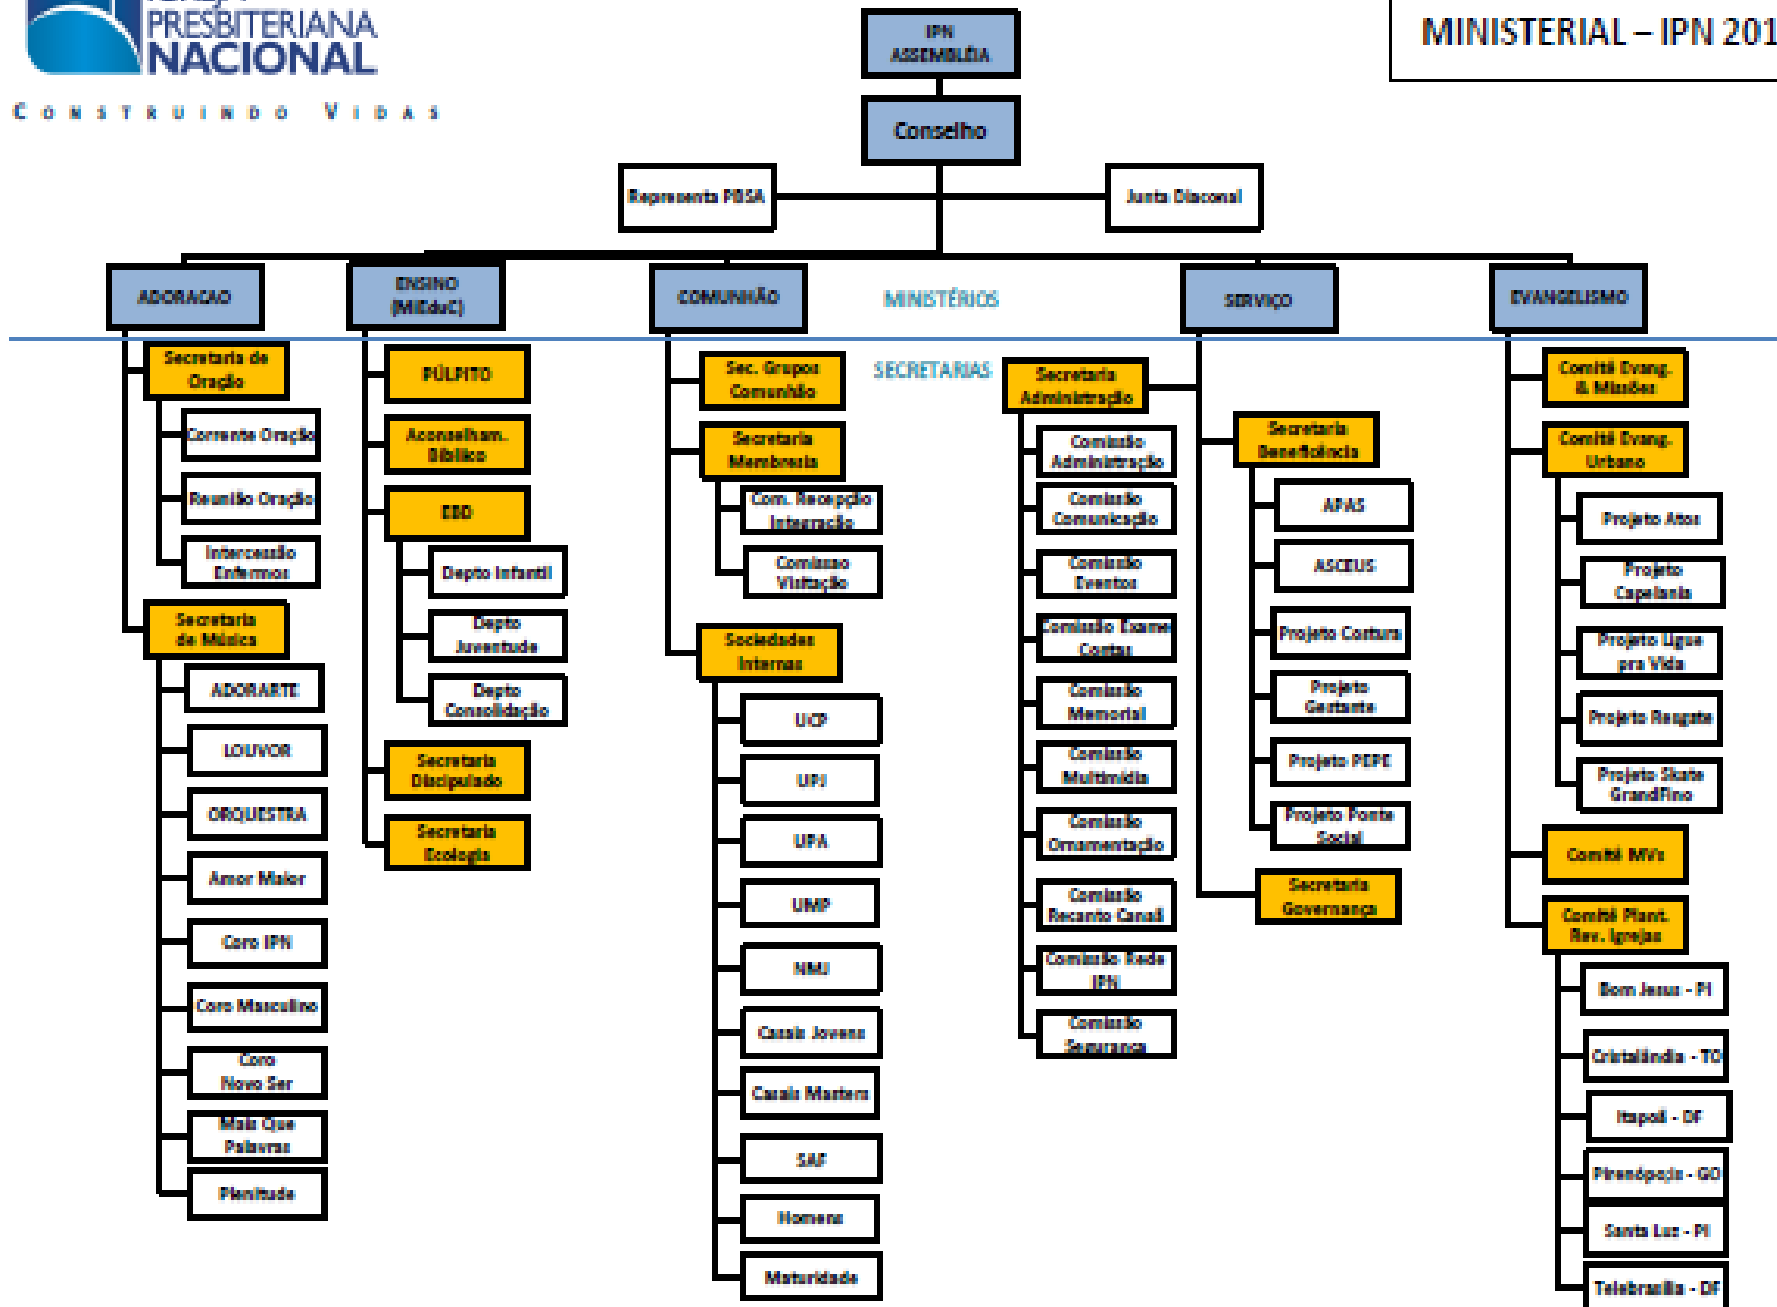 IGREJA
PRESBITERIANA
NACIONAL
CONSTRUINDO VIDAS
MINISTERIAL – IPN 201
IPN
ASSEMBLÉIA
Conselho
Representa PBSA
Junta Diaconal
ADORACAO
ENSINO
(MiEduC)
COMUNHÃO
MINISTÉRIOS
SERVIÇO
EVANGELISMO
SECRETARIAS
Secretaria de
Oração
Corrente Oração
Reunião Oração
Intercessão
Enfermos
Secretaria
de Música
ADORARTE
LOUVOR
ORQUESTRA
Amor Maior
Coro IPN
Coro Masculino
Coro
Novo Ser
Mais Que
Palavras
Plenitude
PÚLPITO
Aconselham.
Bíblico
EBD
Depto Infantil
Depto
Juventude
Depto
Consolidação
Secretaria
Discipulado
Secretaria
Ecologia
Sec. Grupos
Comunhão
Secretaria
Membresia
Com. Recepção
Integração
Comissao
Visitação
Sociedades
Internas
UCP
UPJ
UPA
UMP
NMJ
Casais Jovens
Casais Masters
SAF
Homens
Maturidade
Secretaria
Administração
Comissão
Administração
Comissão
Comunicação
Comissão
Eventos
Comissão Exame
Contas
Comissão
Memorial
Comissão
Multimídia
Comissão
Ornamentação
Comissão
Recanto Canaã
Comissão Rede
IPN
Comissão
Segurança
Secretaria
Beneficência
APAS
ASCEUS
Projeto Costura
Projeto
Gestante
Projeto PEPE
Projeto Ponte
Social
Secretaria
Governança
Comitê Evang.
& Missões
Comitê Evang.
Urbano
Projeto Atos
Projeto
Capelania
Projeto Ligue
pra Vida
Projeto Resgate
Projeto Skate
GrandFino
Comitê MVs
Comitê Plant.
Rev. Igrejas
Bom Jesus - PI
Cristalândia - TO
Itapoã - DF
Pirenópolis - GO
Santa Luz - PI
Telebrasília - DF